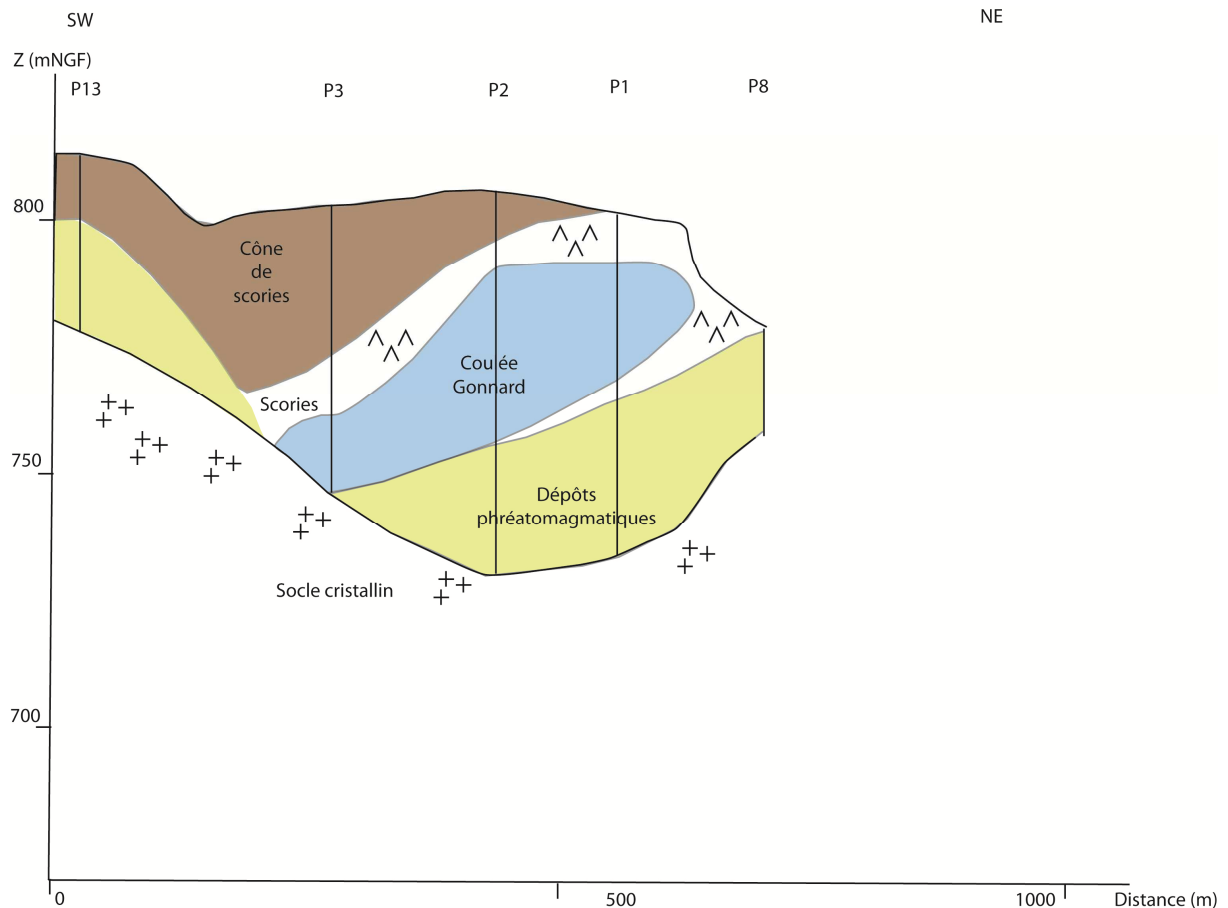 SW
NE
Z (mNGF)
P13
P3
P2
P1
P8
800
Cône
de
scories
Coulée
Gonnard
Scories
750
Dépôts
phréatomagmatiques
Socle cristallin
700
0
500
1000
Distance (m)